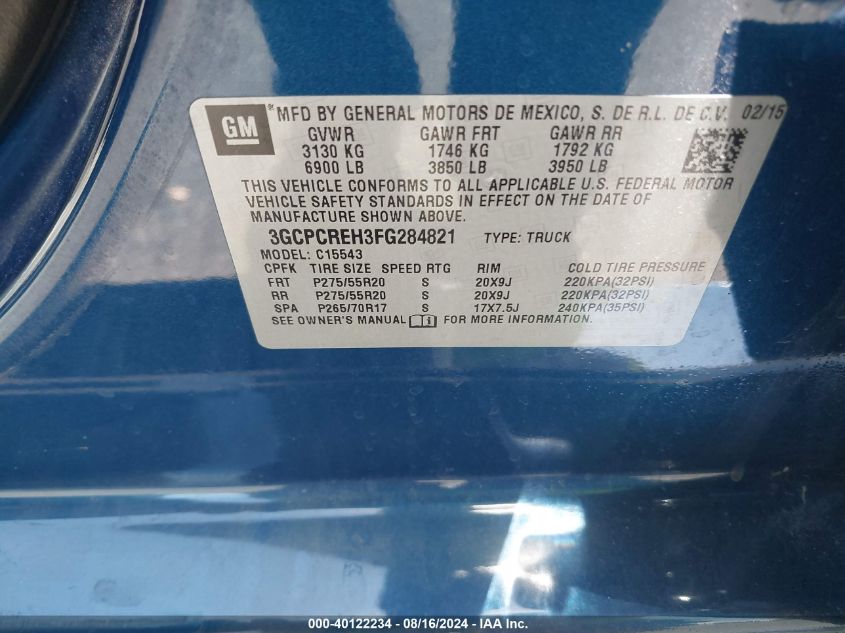 GM
® MFD BY GENERAL MOTORS DE MEXICO, S. DE R.L. DE C.V. 02/15
GVWR GAWR FRT GAWR RR
3130 KG 1746 KG 1792 KG
6900 LB 3850 LB 3950 LB
THIS VEHICLE CONFORMS TO ALL APPLICABLE U.S. FEDERAL MOTOR
VEHICLE SAFETY STANDARDS IN EFFECT ON THE DATE OF
MANUFACTURE SHOWN ABOVE.
3GCPCREH3FG284821 TYPE: TRUCK
MODEL: C15543
CPFK TIRE SIZE SPEED RTG RIM COLD TIRE PRESSURE
FRT P275/55R20 S 20X9J 220KPA(32PSI)
RR P275/55R20 S 20X9J 220KPA(32PSI)
SPA P265/70R17 S 17X7.5J 240KPA(35PSI)
SEE OWNER'S MANUAL FOR MORE INFORMATION.
000-40122234 - 08/16/2024 - IAA Inc.